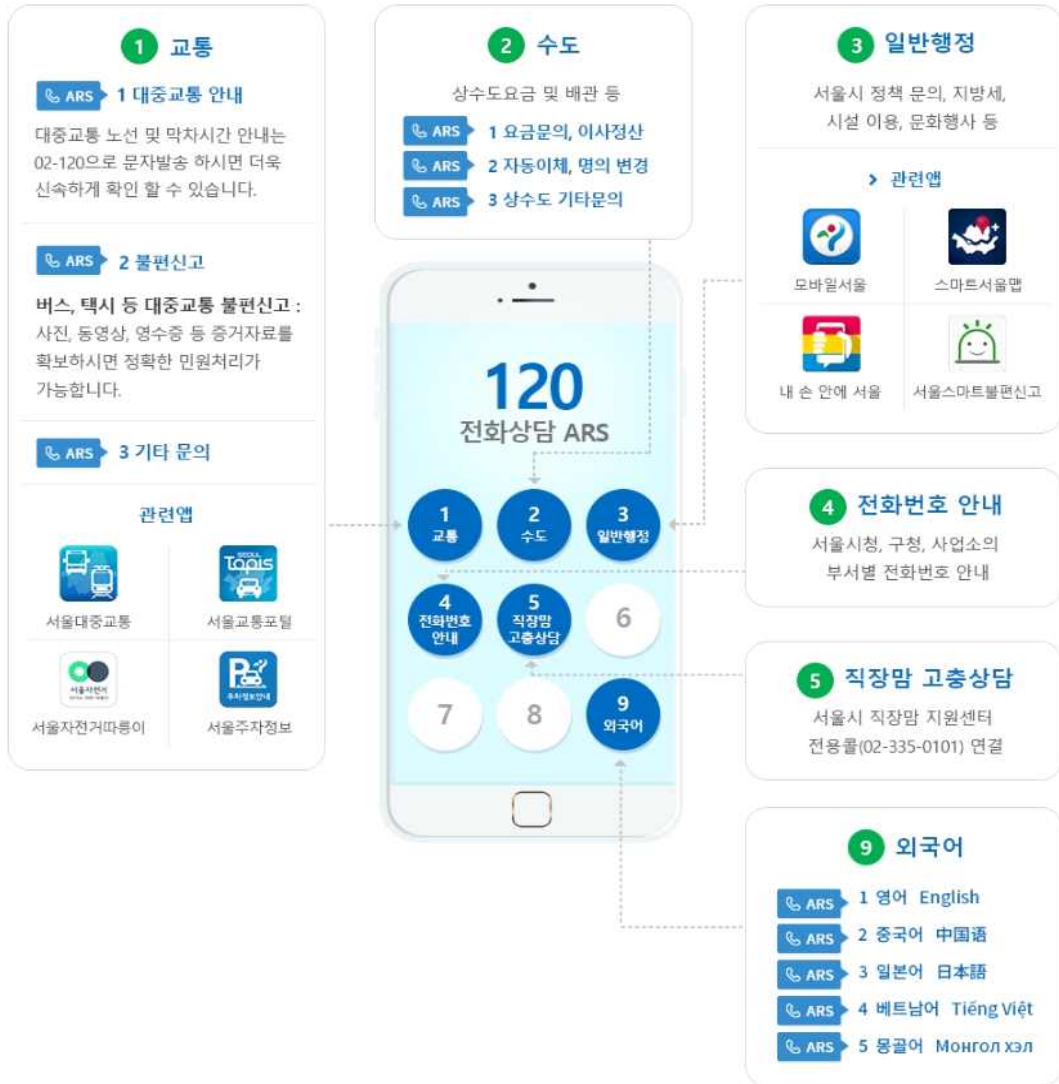 1 교통
ARS 1 대중교통 안내
대중교통 노선 및 막차시간 안내는
02-120으로 문자발송 하시면 더욱
신속하게 확인 할 수 있습니다.
ARS 2 불편신고
버스, 택시 등 대중교통 불편신고 :
사진, 동영상, 영수증 등 증거자료를
확보하시면 정확한 민원처리가
가능합니다.
ARS 3 기타 문의
관련앱
SEOUL
TOPIS
서울대중교통
서울교통포털
서울자전거
주차정보안내
서울자전거따릉이
서울주차정보
2 수도
상수도요금 및 배관 등
ARS 1 요금문의, 이사정산
ARS 2 자동이체, 명의 변경
ARS 3 상수도 기타문의
120
전화상담 ARS
1
교통
2
수도
3
일반행정
4
전화번호
안내
5
직장맘
고충상담
6
7
8
9
외국어
3 일반행정
서울시 정책 문의, 지방세,
시설 이용, 문화행사 등
> 관련앱
모바일서울
스마트서울맵
내 손 안에 서울
서울스마트불편신고
4 전화번호 안내
서울시청, 구청, 사업소의
부서별 전화번호 안내
5 직장맘 고충상담
서울시 직장맘 지원센터
전용콜(02-335-0101) 연결
9 외국어
ARS 1 영어 English
ARS 2 중국어 中国语
ARS 3 일본어 日本語
ARS 4 베트남어 Tiếng Việt
ARS 5 몽골어 Монгол хэл